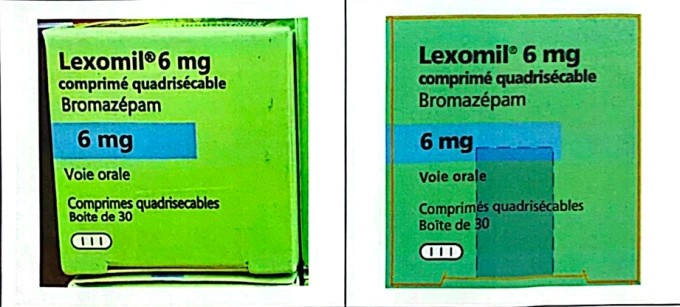 Lexomil® 6 mg
comprimé quadrisécable
Bromazépam
6 mg
Voie orale
Comprimes quadrisecables
Boite de 30
Lexomil® 6 mg
comprimé quadrisécable
Bromazépam
6 mg
Voie orale
Comprimés quadrisécables
Boîte de 30